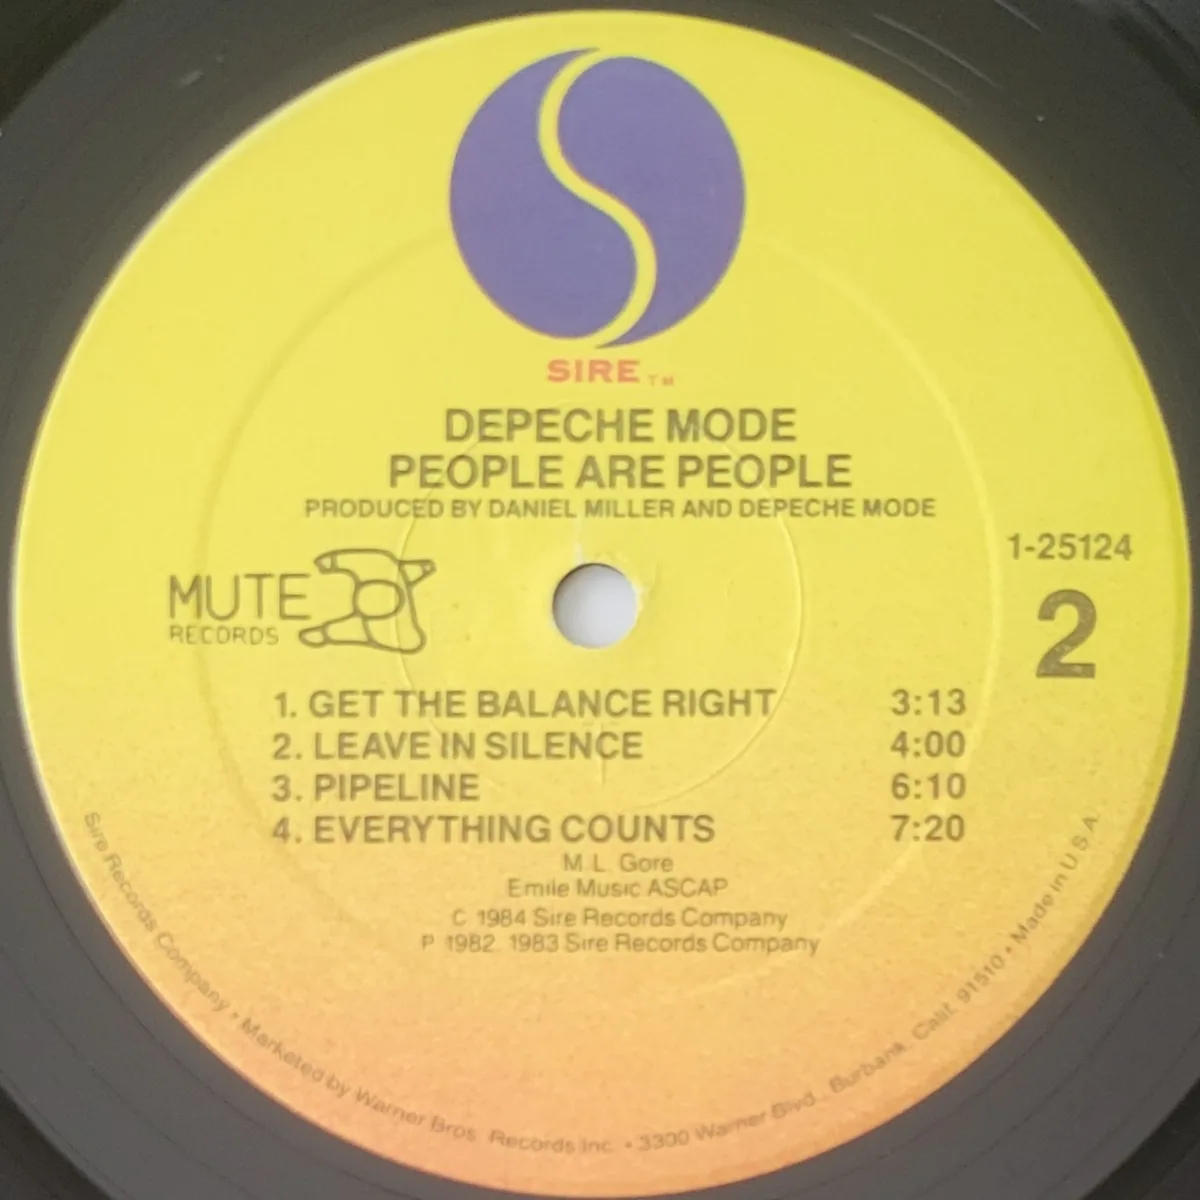 SIRE TM
DEPECHE MODE
PEOPLE ARE PEOPLE
PRODUCED BY DANIEL MILLER AND DEPECHE MODE
1-25124
2
MUTE
RECORDS
1. GET THE BALANCE RIGHT 3:13
2. LEAVE IN SILENCE 4:00
3. PIPELINE 6:10
4. EVERYTHING COUNTS 7:20
M. L. Gore
Emile Music ASCAP
C 1984 Sire Records Company
P 1982, 1983 Sire Records Company
Sire Records Company • Marketed by Warner Bros. Records Inc. • 3300 Warner Blvd., Burbank, Calif. 91510 • Made in U.S.A.